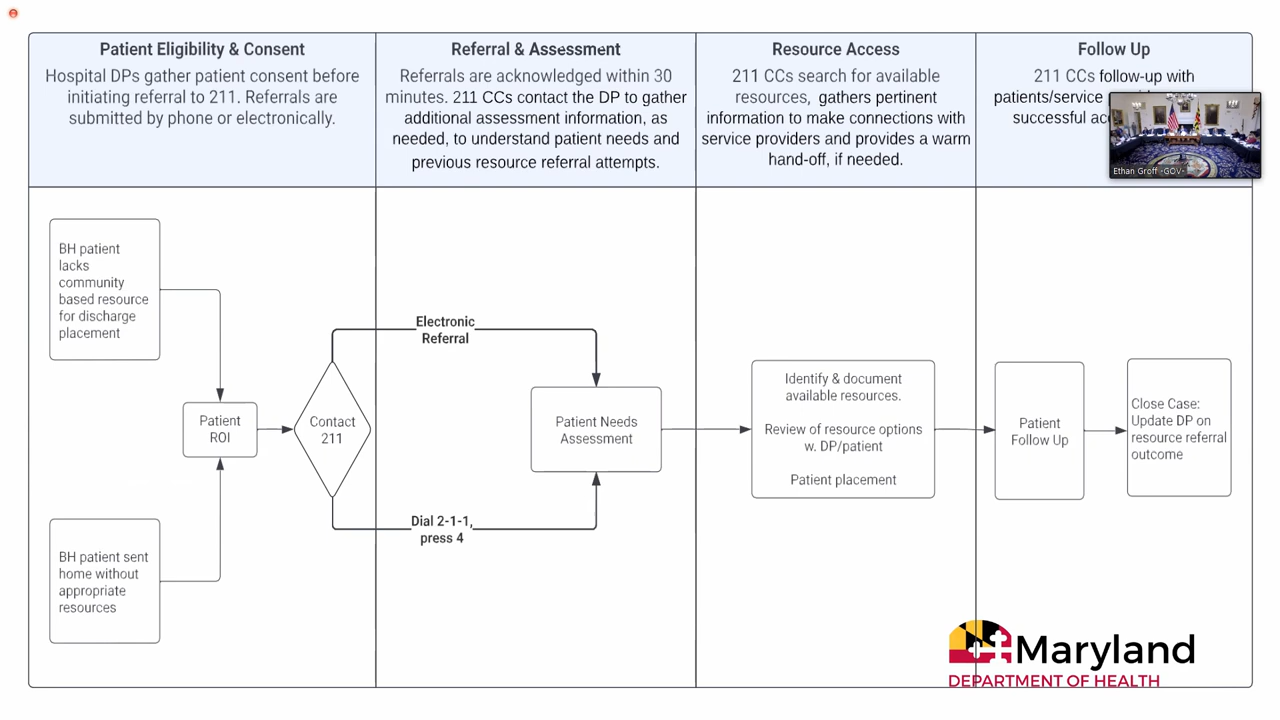 Patient Eligibility & Consent
Hospital DPs gather patient consent before
initiating referral to 211. Referrals are
submitted by phone or electronically.
Referral & Assessment
Referrals are acknowledged within 30
minutes. 211 CCs contact the DP to gather
additional assessment information, as
needed, to understand patient needs and
previous resource referral attempts.
Resource Access
211 CCs search for available
resources, gathers pertinent
information to make connections with
service providers and provides a warm
hand-off, if needed.
Follow Up
211 CCs follow-up with
patients/service
successful
Ethan Groff -GOV-
BH patient
lacks
community
based resource
for discharge
placement
Patient
ROI
BH patient sent
home without
appropriate
resources
Contact
211
Electronic
Referral
Dial 2-1-1,
press 4
Patient Needs
Assessment
Identify & document
available resources.
Review of resource options
w. DP/patient
Patient placement
Patient
Follow Up
Close Case:
Update DP on
resource referral
outcome
Maryland
DEPARTMENT OF HEALTH